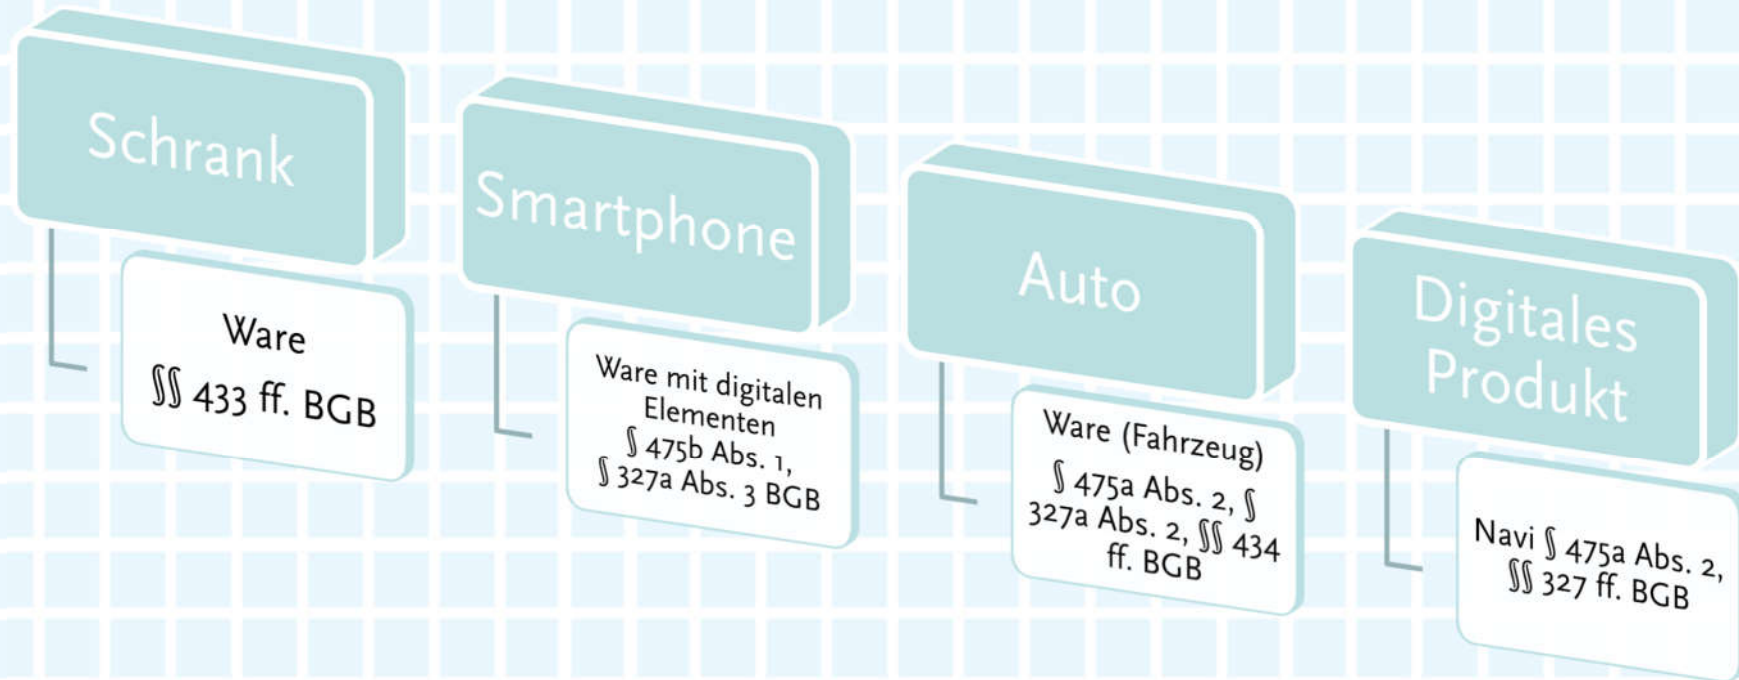 Schrank
Ware
§§ 433 ff. BGB
Smartphone
Ware mit digitalen
Elementen
§ 475b Abs. 1,
§ 327a Abs. 3 BGB
Auto
Ware (Fahrzeug)
§ 475a Abs. 2, §
327a Abs. 2, §§ 434
ff. BGB
Digitales
Produkt
Navi § 475a Abs. 2,
§§ 327 ff. BGB